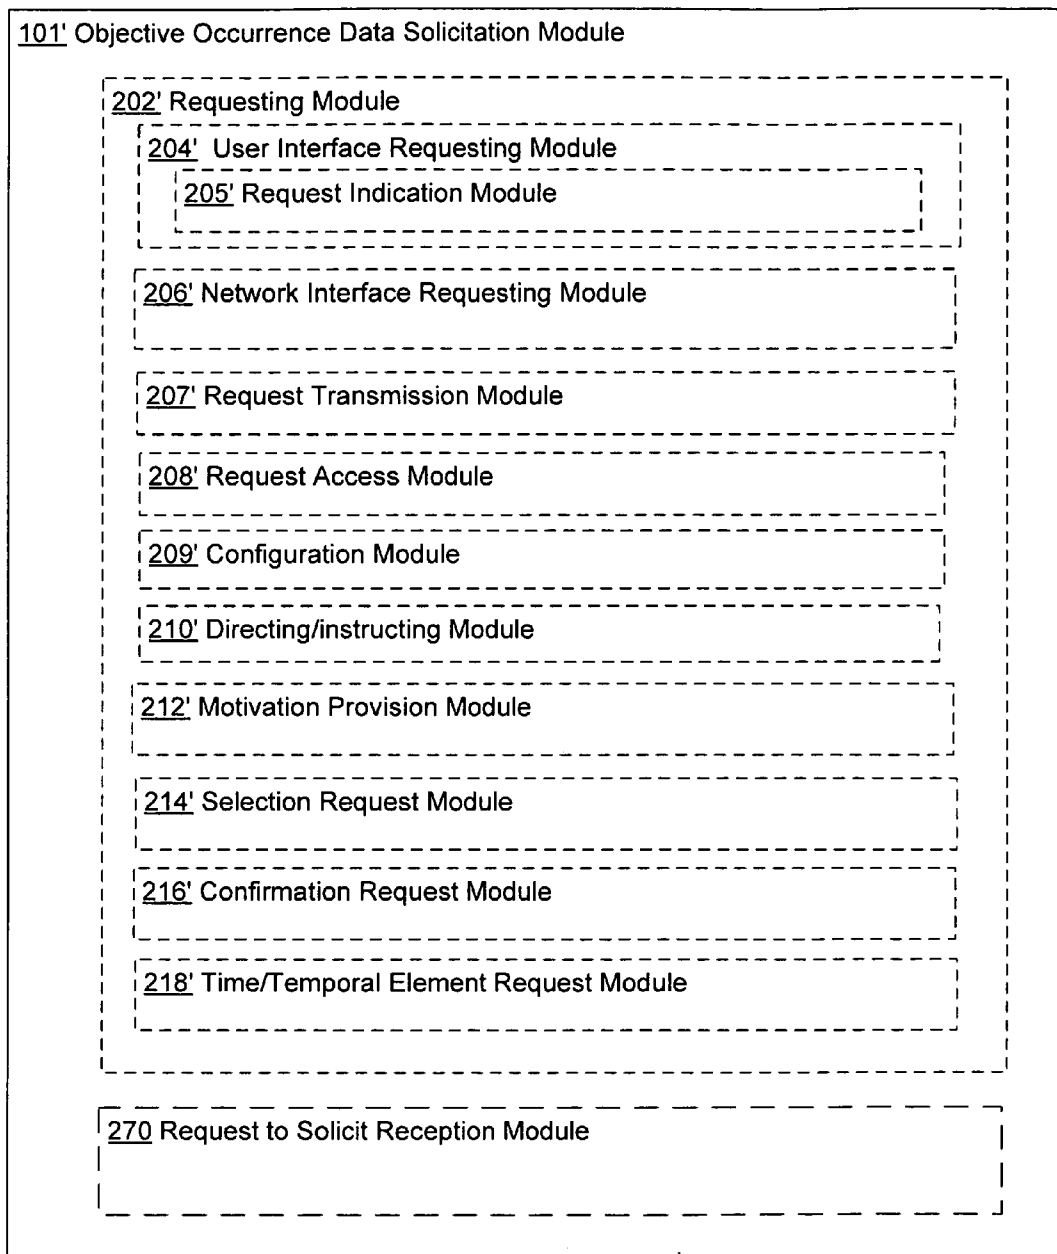 101' Objective Occurrence Data Solicitation Module
202' Requesting Module
204' User Interface Requesting Module
205' Request Indication Module
206' Network Interface Requesting Module
207' Request Transmission Module
208' Request Access Module
209' Configuration Module
210' Directing/instructing Module
212' Motivation Provision Module
214' Selection Request Module
216' Confirmation Request Module
218' Time/Temporal Element Request Module
270 Request to Solicit Reception Module